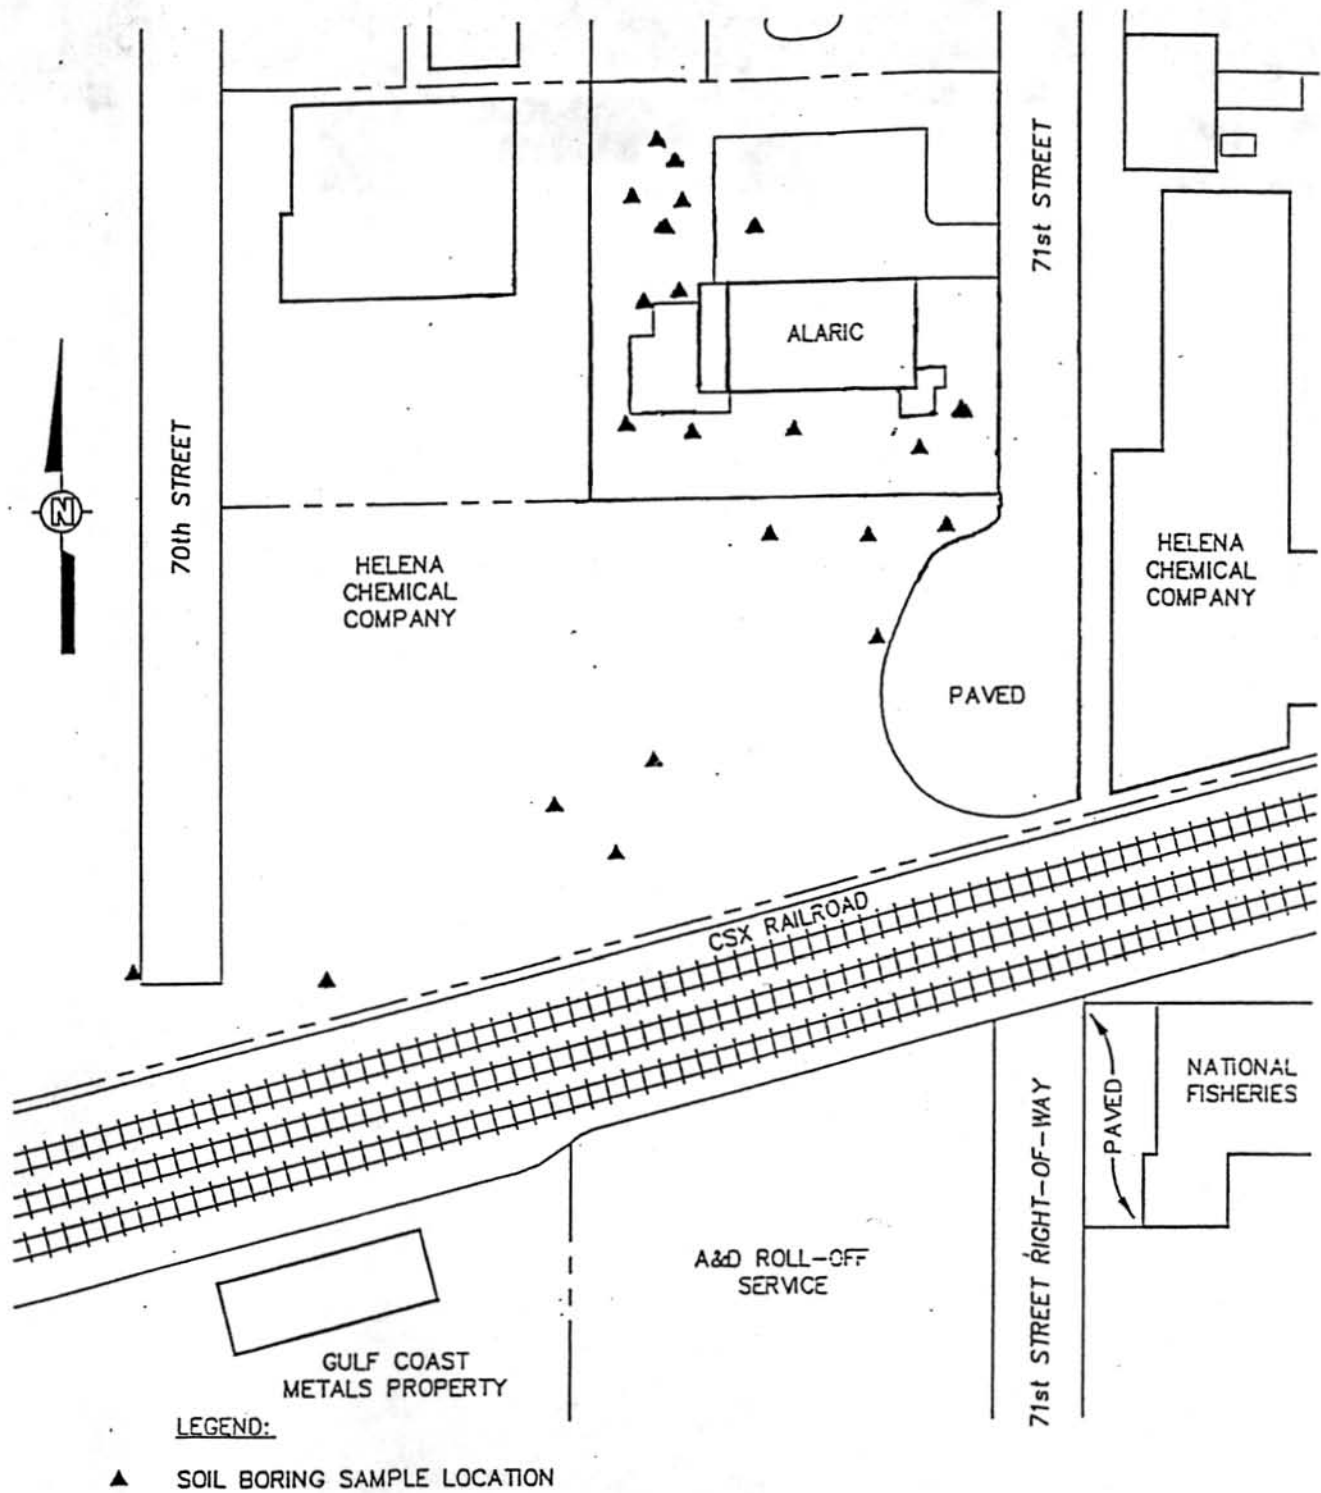 71st STREET
ALARIC
70th STREET
N
HELENA
CHEMICAL
COMPANY
HELENA
CHEMICAL
COMPANY
PAVED
CSX RAILROAD
NATIONAL
FISHERIES
PAVED
71st STREET RIGHT-OF-WAY
A&D ROLL-OFF
SERVICE
GULF COAST
METALS PROPERTY
LEGEND:
SOIL BORING SAMPLE LOCATION